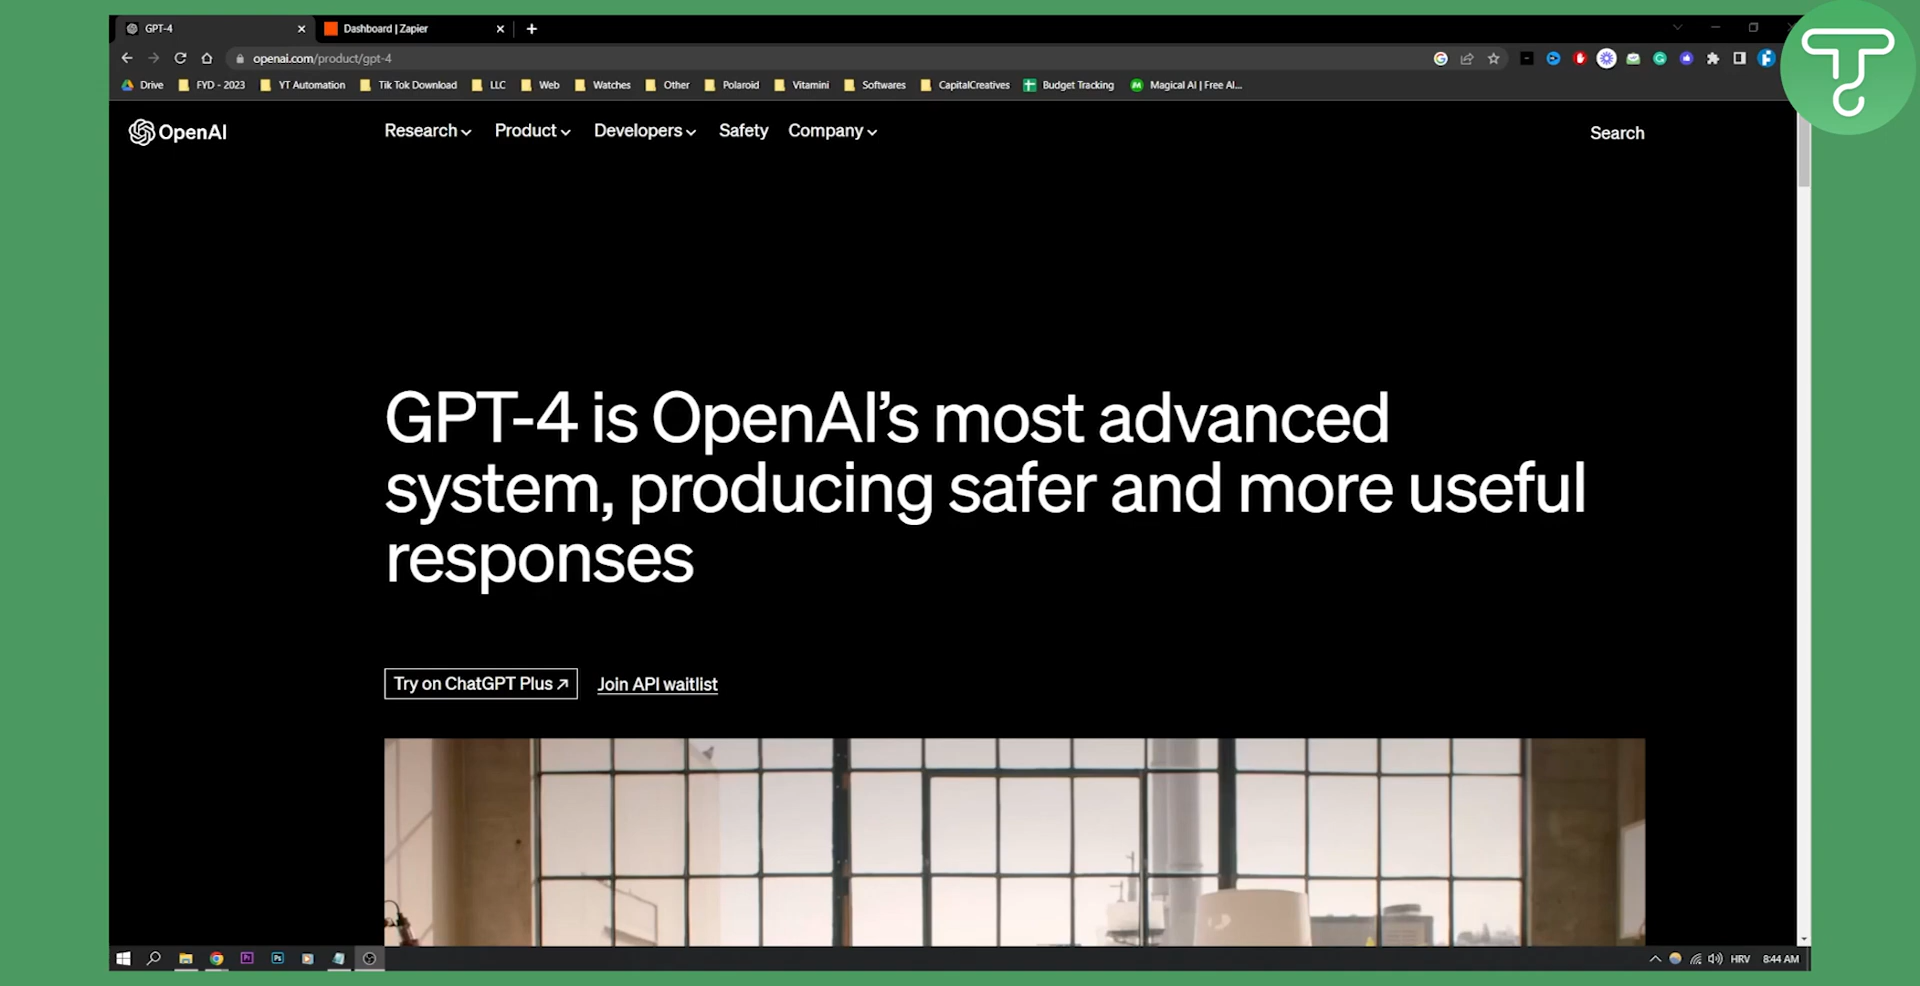 GPT-4
Dashboard | Zapier
openai.com/product/gpt-4
Drive FYD - 2023 YT Automation Tik Tok Download LLC Web Watches Other Polaroid Vitamini Softwares CapitalCreatives Budget Tracking Magical AI | Free AI...
OpenAI
Research Product Developers Safety Company Search
GPT-4 is OpenAI’s most advanced
system, producing safer and more useful
responses
Try on ChatGPT Plus ↗ Join API waitlist
Pr Ps HRV 8:44 AM